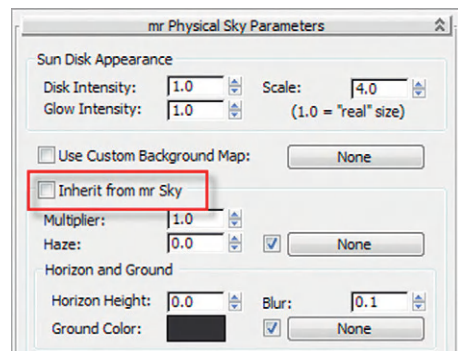 mr Physical Sky Parameters
Sun Disk Appearance
Disk Intensity: 1.0 Scale: 4.0
Glow Intensity: 1.0 (1.0 = "real" size)
Use Custom Background Map: None
Inherit from mr Sky
Multiplier: 1.0
Haze: 0.0 None
Horizon and Ground
Horizon Height: 0.0 Blur: 0.1
Ground Color: None